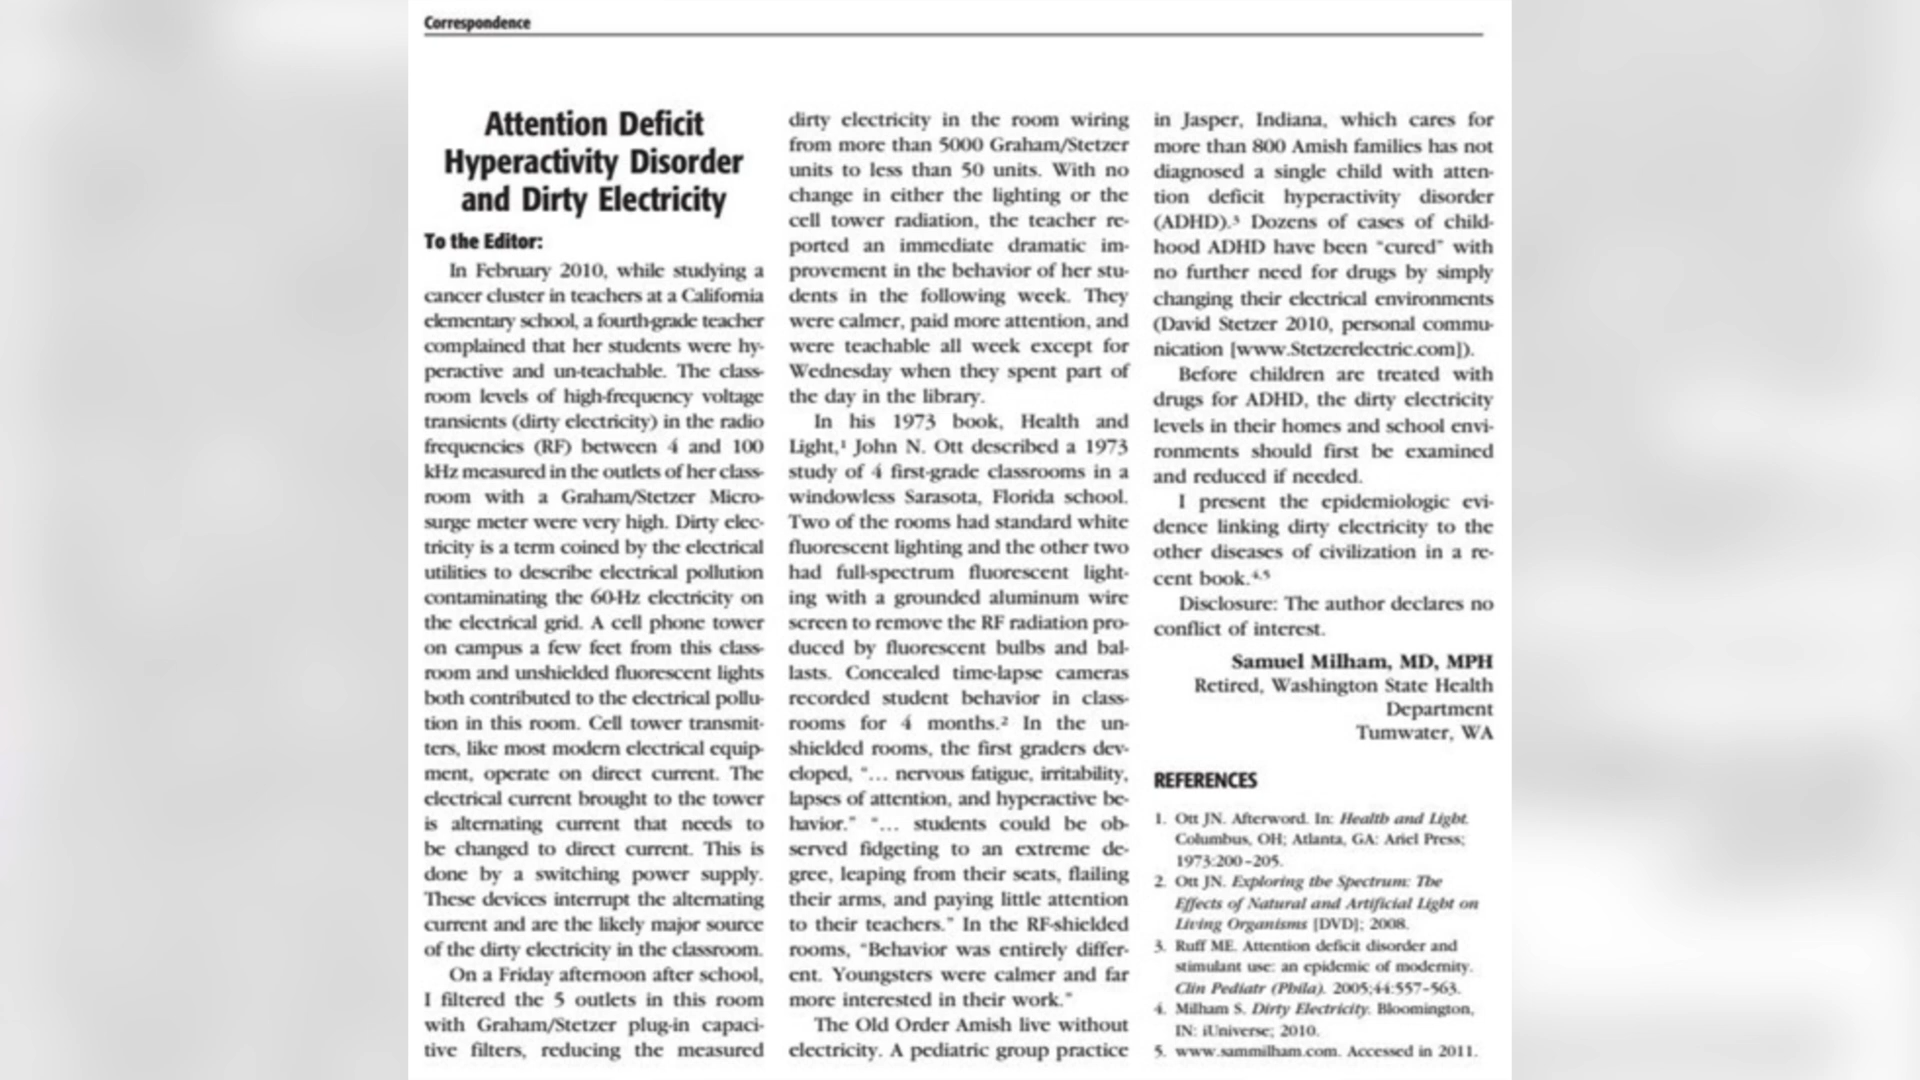 Correspondence
Attention Deficit
Hyperactivity Disorder
and Dirty Electricity
To the Editor:
In February 2010, while studying a
cancer cluster in teachers at a California
elementary school, a fourth-grade teacher
complained that her students were hy-
peractive and un-teachable. The class-
room levels of high-frequency voltage
transients (dirty electricity) in the radio
frequencies (RF) between 4 and 100
kHz measured in the outlets of her class-
room with a Graham/Stetzer Micro-
surge meter were very high. Dirty elec-
tricity is a term coined by the electrical
utilities to describe electrical pollution
contaminating the 60-Hz electricity on
the electrical grid. A cell phone tower
on campus a few feet from this class-
room and unshielded fluorescent lights
both contributed to the electrical pollu-
tion in this room. Cell tower transmit-
ters, like most modern electrical equip-
ment, operate on direct current. The
electrical current brought to the tower
is alternating current that needs to
be changed to direct current. This is
done by a switching power supply.
These devices interrupt the alternating
current and are the likely major source
of the dirty electricity in the classroom.
On a Friday afternoon after school,
I filtered the 5 outlets in this room
with Graham/Stetzer plug-in capaci-
tive filters, reducing the measured
dirty electricity in the room wiring
from more than 5000 Graham/Stetzer
units to less than 50 units. With no
change in either the lighting or the
cell tower radiation, the teacher re-
ported an immediate dramatic im-
provement in the behavior of her stu-
dents in the following week. They
were calmer, paid more attention, and
were teachable all week except for
Wednesday when they spent part of
the day in the library.
In his 1973 book, Health and
Light,¹ John N. Ott described a 1973
study of 4 first-grade classrooms in a
windowless Sarasota, Florida school.
Two of the rooms had standard white
fluorescent lighting and the other two
had full-spectrum fluorescent light-
ing with a grounded aluminum wire
screen to remove the RF radiation pro-
duced by fluorescent bulbs and bal-
lasts. Concealed time-lapse cameras
recorded student behavior in class-
rooms for 4 months.² In the un-
shielded rooms, the first graders dev-
eloped, “… nervous fatigue, irritability,
lapses of attention, and hyperactive be-
havior.” “… students could be ob-
served fidgeting to an extreme de-
gree, leaping from their seats, flailing
their arms, and paying little attention
to their teachers.” In the RF-shielded
rooms, “Behavior was entirely differ-
ent. Youngsters were calmer and far
more interested in their work.”
The Old Order Amish live without
electricity. A pediatric group practice
in Jasper, Indiana, which cares for
more than 800 Amish families has not
diagnosed a single child with atten-
tion deficit hyperactivity disorder
(ADHD).³ Dozens of cases of child-
hood ADHD have been “cured” with
no further need for drugs by simply
changing their electrical environments
(David Stetzer 2010, personal commu-
nication [www.Stetzerelectric.com]).
Before children are treated with
drugs for ADHD, the dirty electricity
levels in their homes and school envi-
ronments should first be examined
and reduced if needed.
I present the epidemiologic evi-
dence linking dirty electricity to the
other diseases of civilization in a re-
cent book.⁴,⁵
Disclosure: The author declares no
conflict of interest.
Samuel Milham, MD, MPH
Retired, Washington State Health
Department
Tumwater, WA
REFERENCES
1. Ott JN. Afterword. In: Health and Light.
Columbus, OH; Atlanta, GA: Ariel Press;
1973:200–205.
2. Ott JN. Exploring the Spectrum: The
Effects of Natural and Artificial Light on
Living Organisms [DVD]; 2008.
3. Ruff ME. Attention deficit disorder and
stimulant use: an epidemic of modernity.
Clin Pediatr (Phila). 2005;44:557–563.
4. Milham S. Dirty Electricity. Bloomington,
IN: iUniverse; 2010.
5. www.sammilham.com. Accessed in 2011.